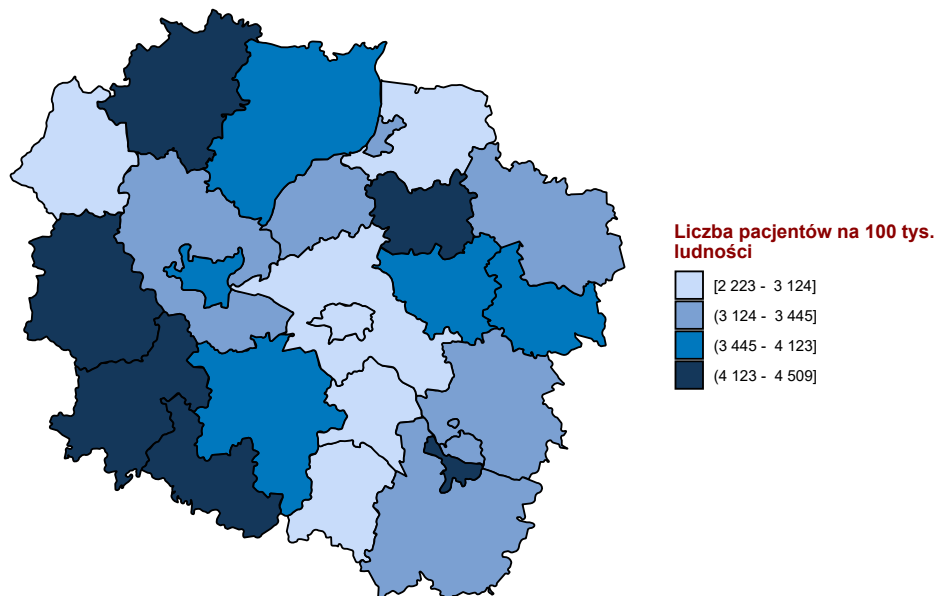 Liczba pacjentów na 100 tys.
ludności
[2 223 - 3 124]
(3 124 - 3 445]
(3 445 - 4 123]
(4 123 - 4 509]